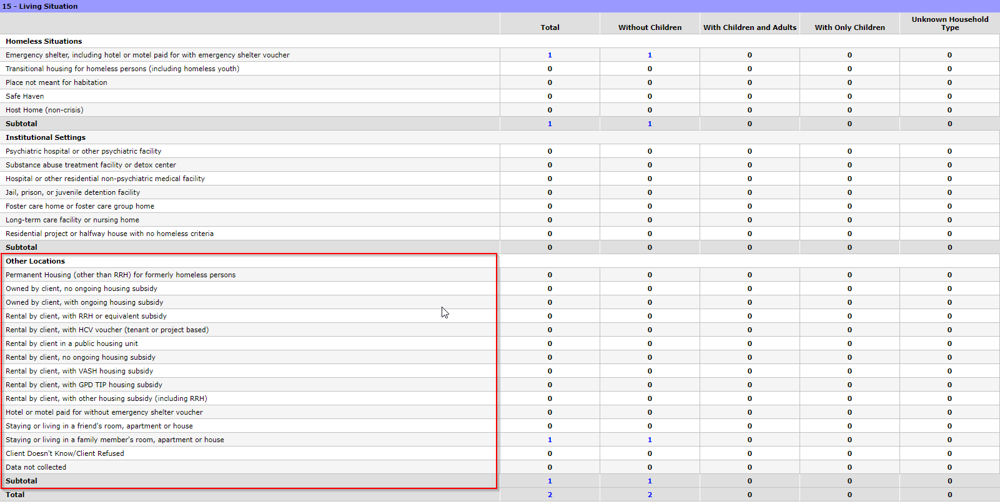 15 - Living Situation
Total Without Children With Children and Adults With Only Children Unknown Household Type
Homeless Situations
Emergency shelter, including hotel or motel paid for with emergency shelter voucher 1 1 0 0 0
Transitional housing for homeless persons (including homeless youth) 0 0 0 0 0
Place not meant for habitation 0 0 0 0 0
Safe Haven 0 0 0 0 0
Host Home (non-crisis) 0 0 0 0 0
Subtotal 1 1 0 0 0
Institutional Settings
Psychiatric hospital or other psychiatric facility 0 0 0 0 0
Substance abuse treatment facility or detox center 0 0 0 0 0
Hospital or other residential non-psychiatric medical facility 0 0 0 0 0
Jail, prison, or juvenile detention facility 0 0 0 0 0
Foster care home or foster care group home 0 0 0 0 0
Long-term care facility or nursing home 0 0 0 0 0
Residential project or halfway house with no homeless criteria 0 0 0 0 0
Subtotal 0 0 0 0 0
Other Locations
Permanent Housing (other than RRH) for formerly homeless persons 0 0 0 0 0
Owned by client, no ongoing housing subsidy 0 0 0 0 0
Owned by client, with ongoing housing subsidy 0 0 0 0 0
Rental by client, with RRH or equivalent subsidy 0 0 0 0 0
Rental by client, with HCV voucher (tenant or project based) 0 0 0 0 0
Rental by client in a public housing unit 0 0 0 0 0
Rental by client, no ongoing housing subsidy 0 0 0 0 0
Rental by client, with VASH housing subsidy 0 0 0 0 0
Rental by client, with GPD TIP housing subsidy 0 0 0 0 0
Rental by client, with other housing subsidy (including RRH) 0 0 0 0 0
Hotel or motel paid for without emergency shelter voucher 0 0 0 0 0
Staying or living in a friend's room, apartment or house 0 0 0 0 0
Staying or living in a family member's room, apartment or house 1 1 0 0 0
Client Doesn't Know/Client Refused 0 0 0 0 0
Data not collected 0 0 0 0 0
Subtotal 1 1 0 0 0
Total 2 2 0 0 0